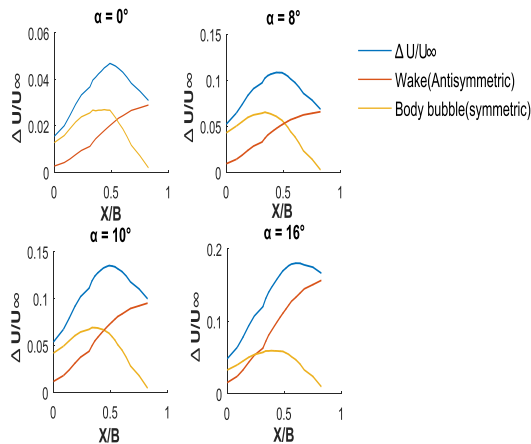 α = 0°
0.06
0.04
0.02
0
Δ U/U∞
0 0.5 1
X/B
α = 8°
0.15
0.1
0.05
0
Δ U/U∞
0 0.5 1
X/B
Δ U/U∞
Wake(Antisymmetric)
Body bubble(symmetric)
α = 10°
0.15
0.1
0.05
0
Δ U/U∞
0 0.5 1
X/B
α = 16°
0.2
0.1
0
Δ U/U∞
0 0.5 1
X/B